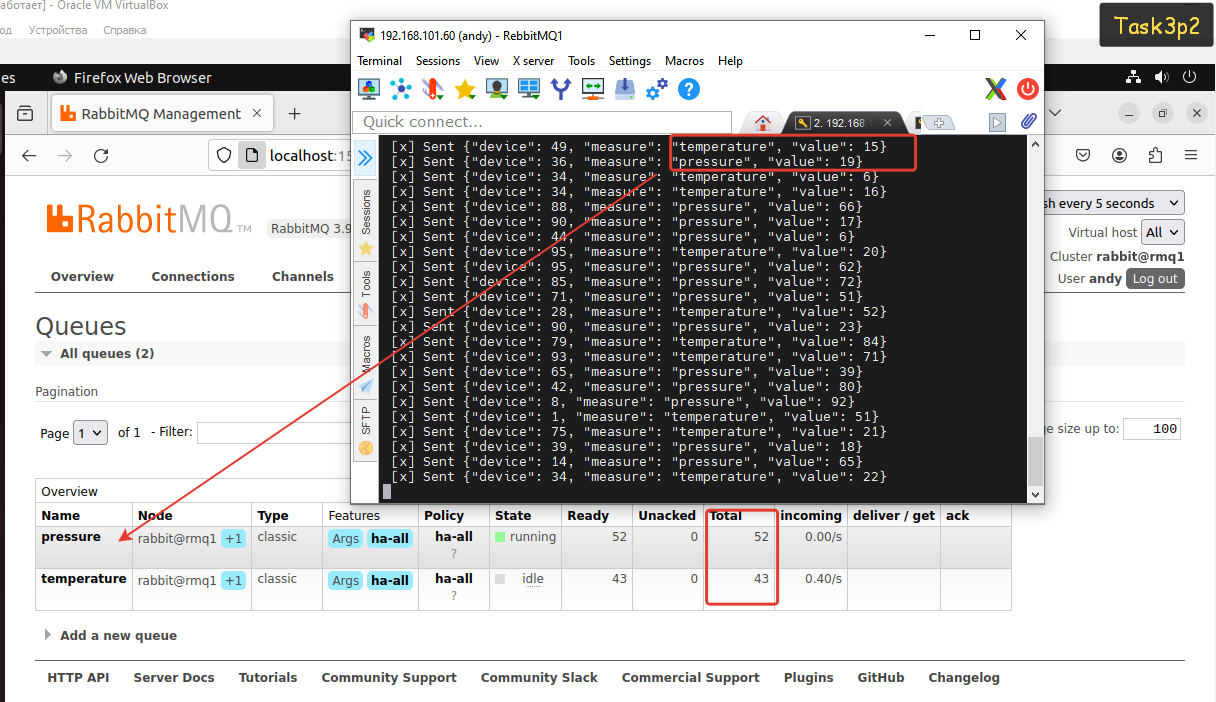 аботает] - Oracle VM VirtualBox
од Устройства Справка
Task3p2
192.168.101.60 (andy) - RebbitMQ1
Terminal Sessions View X server Tools Settings Macros Help
es Firefox Web Browser
RabbitMQ Management
Quick connect...
2. 192.168.
localhost:15
Sessions
Tools
Macros
SFTP
[x] Sent {"device": 49, "measure": "temperature", "value": 15}
[x] Sent {"device": 36, "measure": "pressure", "value": 19}
[x] Sent {"device": 34, "measure": "temperature", "value": 6}
[x] Sent {"device": 34, "measure": "temperature", "value": 16}
[x] Sent {"device": 88, "measure": "pressure", "value": 66}
[x] Sent {"device": 90, "measure": "pressure", "value": 17}
[x] Sent {"device": 44, "measure": "pressure", "value": 6}
[x] Sent {"device": 95, "measure": "temperature", "value": 20}
[x] Sent {"device": 95, "measure": "pressure", "value": 62}
[x] Sent {"device": 85, "measure": "pressure", "value": 72}
[x] Sent {"device": 71, "measure": "pressure", "value": 51}
[x] Sent {"device": 28, "measure": "temperature", "value": 52}
[x] Sent {"device": 90, "measure": "pressure", "value": 23}
[x] Sent {"device": 79, "measure": "temperature", "value": 84}
[x] Sent {"device": 93, "measure": "temperature", "value": 71}
[x] Sent {"device": 65, "measure": "pressure", "value": 39}
[x] Sent {"device": 42, "measure": "pressure", "value": 80}
[x] Sent {"device": 8, "measure": "pressure", "value": 92}
[x] Sent {"device": 1, "measure": "temperature", "value": 51}
[x] Sent {"device": 75, "measure": "temperature", "value": 21}
[x] Sent {"device": 39, "measure": "pressure", "value": 18}
[x] Sent {"device": 14, "measure": "pressure", "value": 65}
[x] Sent {"device": 34, "measure": "temperature", "value": 22}
RabbitMQ TM RabbitMQ 3.9
sh every 5 seconds
Virtual host All
Cluster rabbit@rmq1
User andy Log out
Overview Connections Channels
Queues
All queues (2)
Pagination
Page 1 of 1 - Filter:
e size up to: 100
Overview
Name Node Type Features Policy State Ready Unacked Total incoming deliver / get ack
pressure rabbit@rmq1 +1 classic Args ha-all ha-all ? running 52 0 52 0.00/s
temperature rabbit@rmq1 +1 classic Args ha-all ha-all ? idle 43 0 43 0.40/s
Add a new queue
HTTP API Server Docs Tutorials Community Support Community Slack Commercial Support Plugins GitHub Changelog